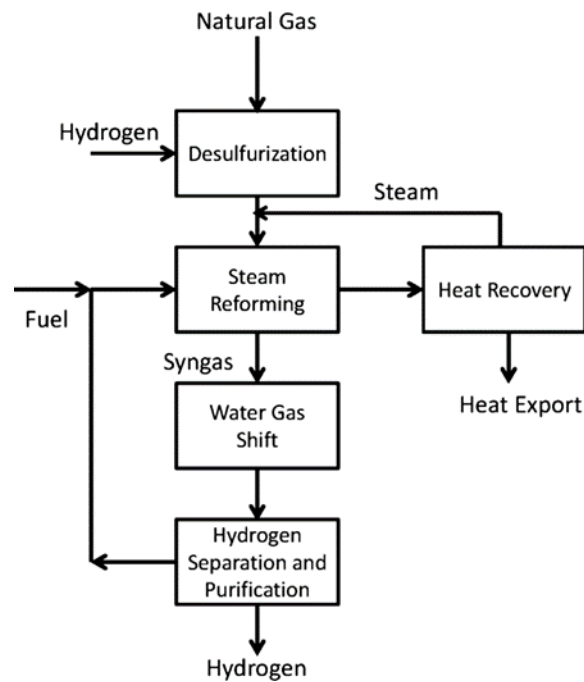 Natural Gas
Hydrogen
Desulfurization
Steam
Steam
Reforming
Heat Recovery
Fuel
Syngas
Heat Export
Water Gas
Shift
Hydrogen
Separation and
Purification
Hydrogen